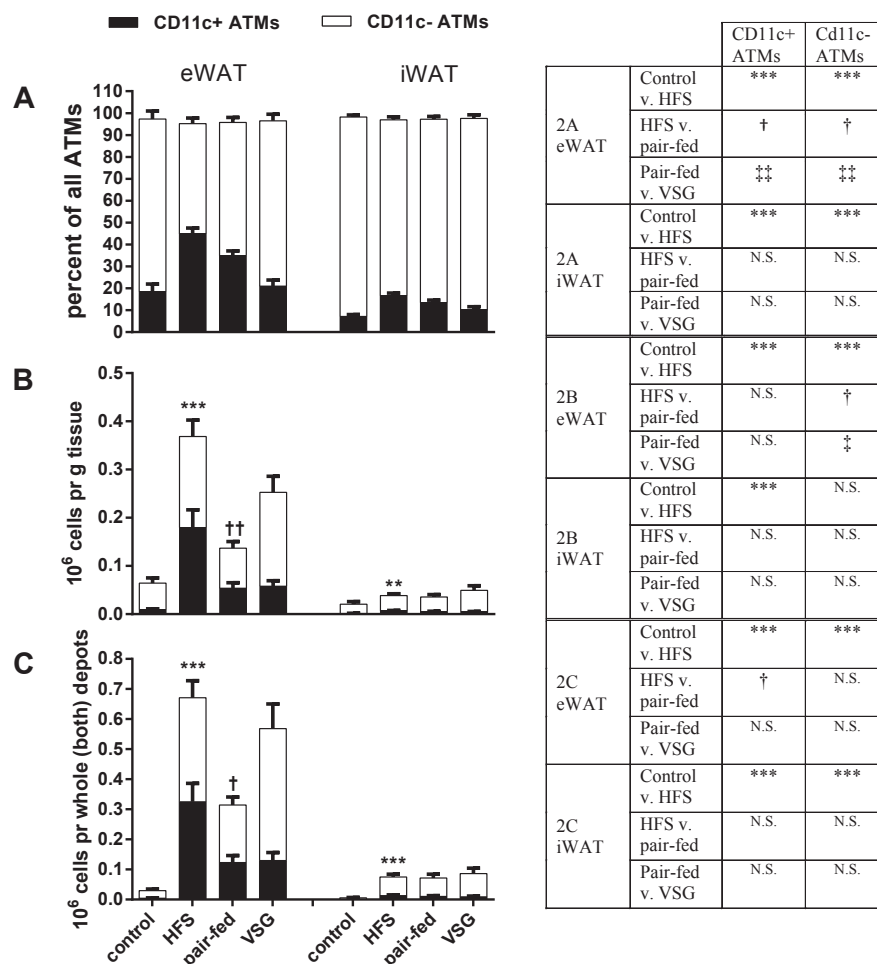 CD11c+ ATMs CD11c- ATMs
eWAT iWAT
A
percent of all ATMs
110
100
90
80
70
60
50
40
30
20
10
0
B
10⁶ cells pr g tissue
0.5
0.4
0.3
0.2
0.1
0.0
***
††
**
C
10⁶ cells pr whole (both) depots
0.8
0.7
0.6
0.5
0.4
0.3
0.2
0.1
0.0
***
†
***
control HFS pair-fed VSG control HFS pair-fed VSG
CD11c+ Cd11c-
ATMs ATMs
2A
eWAT
Control
v. HFS
*** ***
HFS v.
pair-fed
† †
Pair-fed
v. VSG
‡‡ ‡‡
2A
iWAT
Control
v. HFS
*** ***
HFS v.
pair-fed
N.S. N.S.
Pair-fed
v. VSG
N.S. N.S.
2B
eWAT
Control
v. HFS
*** ***
HFS v.
pair-fed
N.S. †
Pair-fed
v. VSG
N.S. ‡
2B
iWAT
Control
v. HFS
*** N.S.
HFS v.
pair-fed
N.S. N.S.
Pair-fed
v. VSG
N.S. N.S.
2C
eWAT
Control
v. HFS
*** ***
HFS v.
pair-fed
† N.S.
Pair-fed
v. VSG
N.S. N.S.
2C
iWAT
Control
v. HFS
*** ***
HFS v.
pair-fed
N.S. N.S.
Pair-fed
v. VSG
N.S. N.S.